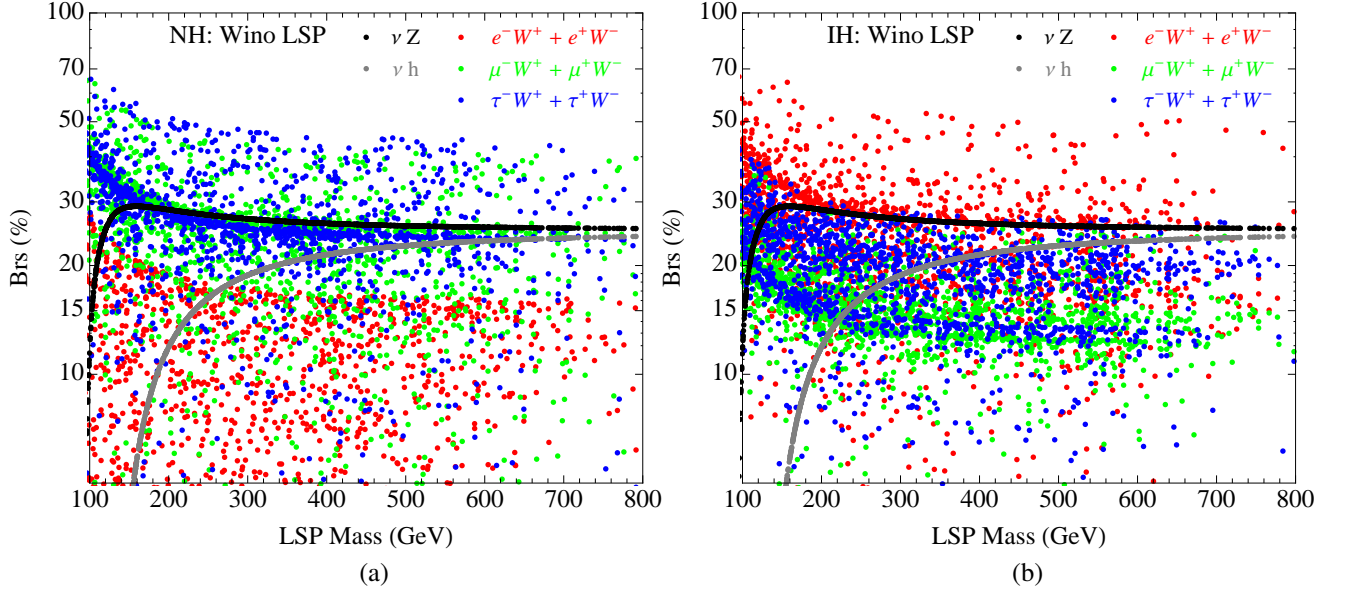 NH: Wino LSP
ν Z
ν h
e⁻W⁺ + e⁺W⁻
μ⁻W⁺ + μ⁺W⁻
τ⁻W⁺ + τ⁺W⁻
Brs (%)
100
70
50
30
20
15
10
100 200 300 400 500 600 700 800
LSP Mass (GeV)
(a)
IH: Wino LSP
ν Z
ν h
e⁻W⁺ + e⁺W⁻
μ⁻W⁺ + μ⁺W⁻
τ⁻W⁺ + τ⁺W⁻
Brs (%)
100
70
50
30
20
15
10
100 200 300 400 500 600 700 800
LSP Mass (GeV)
(b)